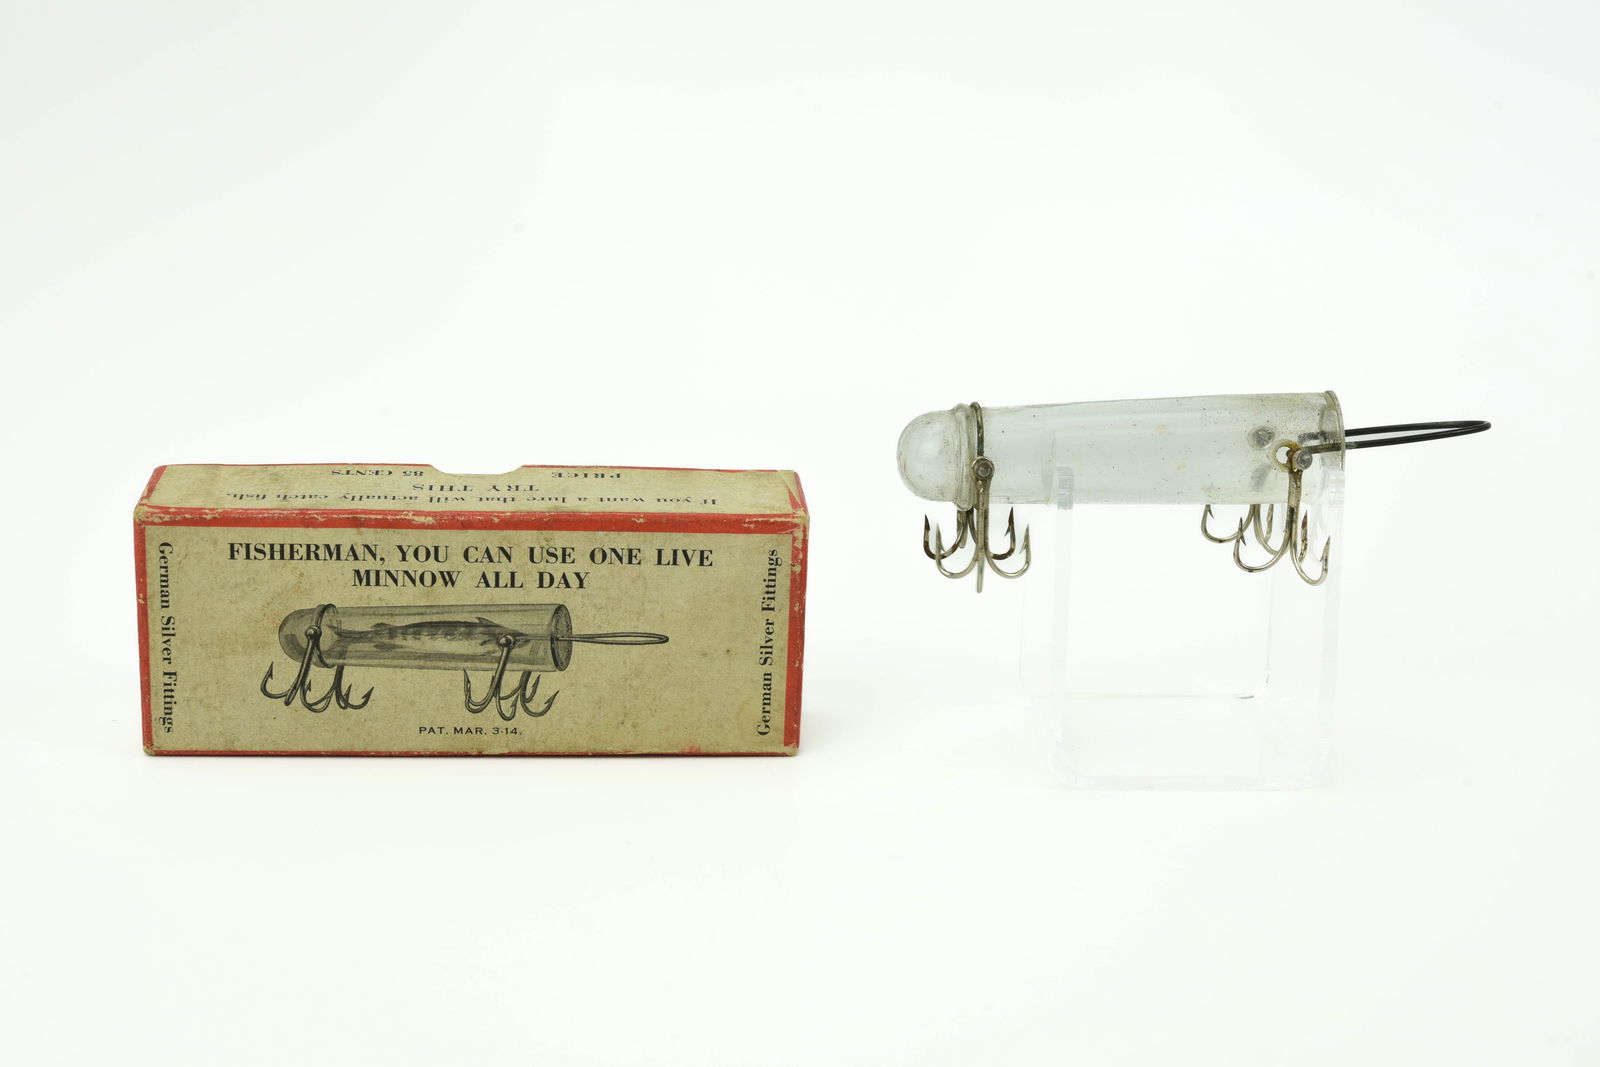 If you want a lure that will actually catch fish.
TRY THIS
PRICE 85 CENTS
FISHERMAN, YOU CAN USE ONE LIVE
MINNOW ALL DAY
German Silver Fittings
German Silver Fittings
PAT. MAR. 3-14.